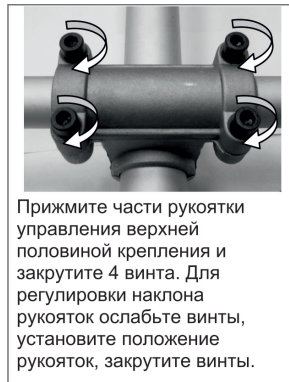 Прижмите части рукоятки
управления верхней
половиной крепления и
закрутите 4 винта. Для
регулировки наклона
рукояток ослабьте винты,
установите положение
рукояток, закрутите винты.